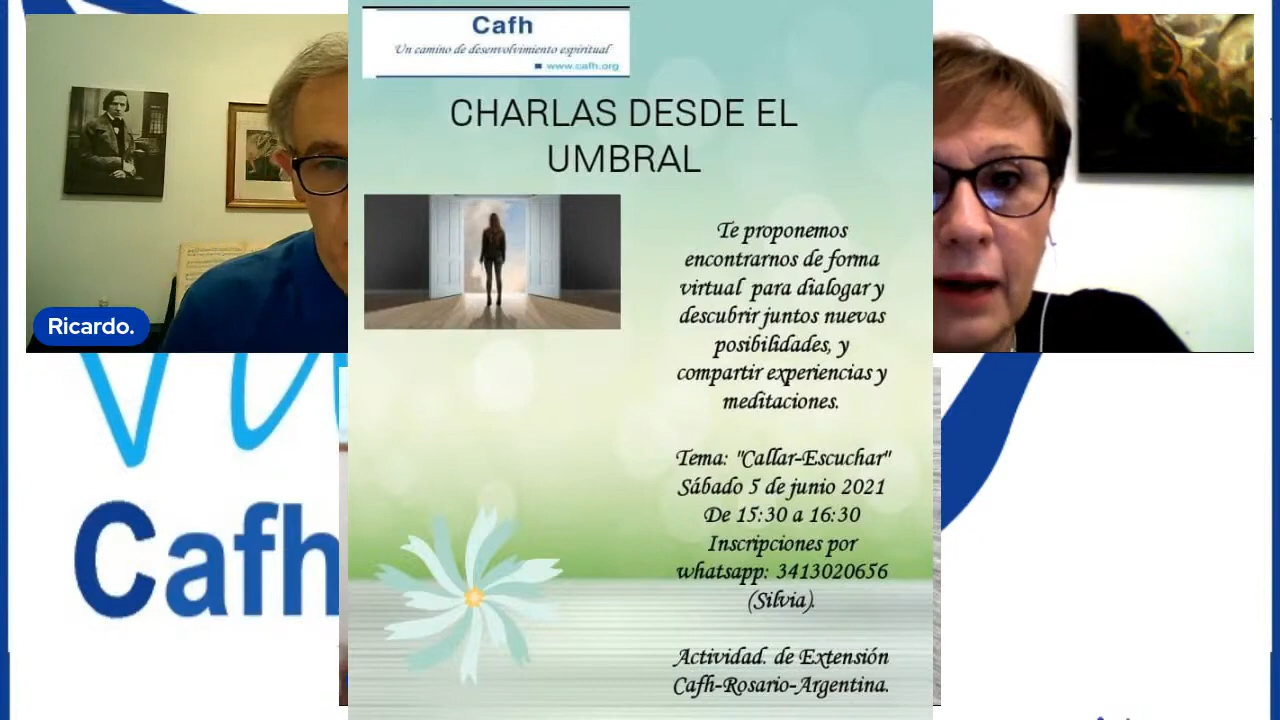 Cafh
Un camino de desenvolvimiento espiritual
www.cafh.org
CHARLAS DESDE EL
UMBRAL
Te proponemos
encontrarnos de forma
virtual para dialogar y
descubrir juntos nuevas
posibilidades, y
compartir experiencias y
meditaciones.
Tema: "Callar-Escuchar"
Sábado 5 de junio 2021
De 15:30 a 16:30
Inscripciones por
whatsapp: 3413020656
(Silvia).
Actividad. de Extensión
Cafh-Rosario-Argentina.
Ricardo.
Cafh